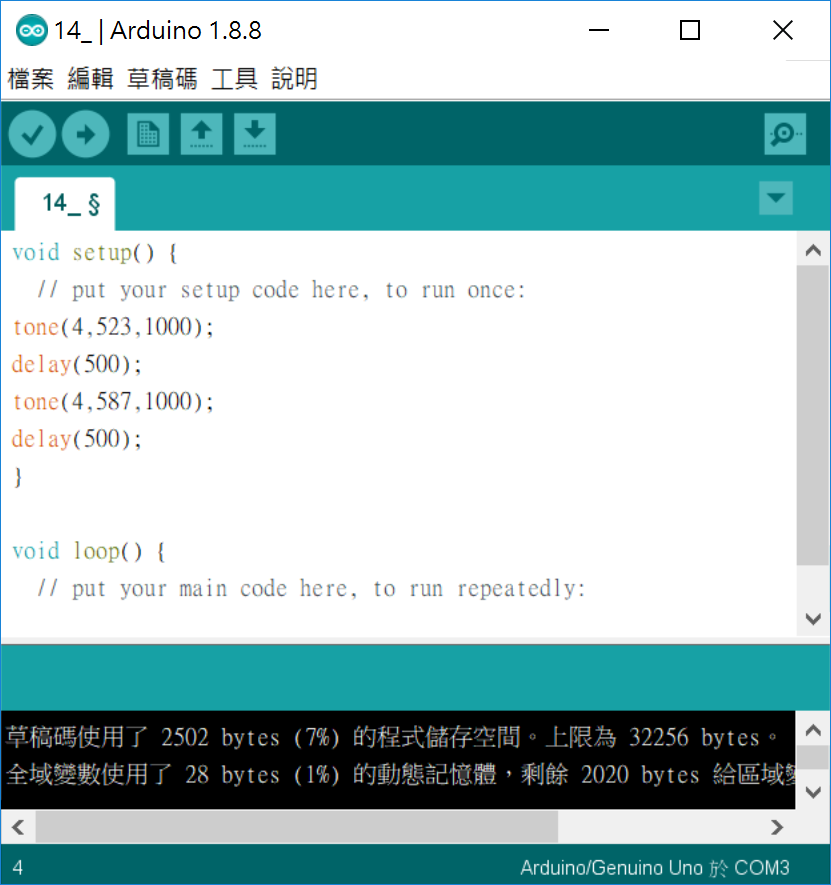 14_ | Arduino 1.8.8
檔案 編輯 草稿碼 工具 說明
14_ §
void setup() {
  // put your setup code here, to run once:
tone(4,523,1000);
delay(500);
tone(4,587,1000);
delay(500);
}
void loop() {
  // put your main code here, to run repeatedly:
草稿碼使用了 2502 bytes (7%) 的程式儲存空間。上限為 32256 bytes。
全域變數使用了 28 bytes (1%) 的動態記憶體，剩餘 2020 bytes 給區域變
4
Arduino/Genuino Uno 於 COM3